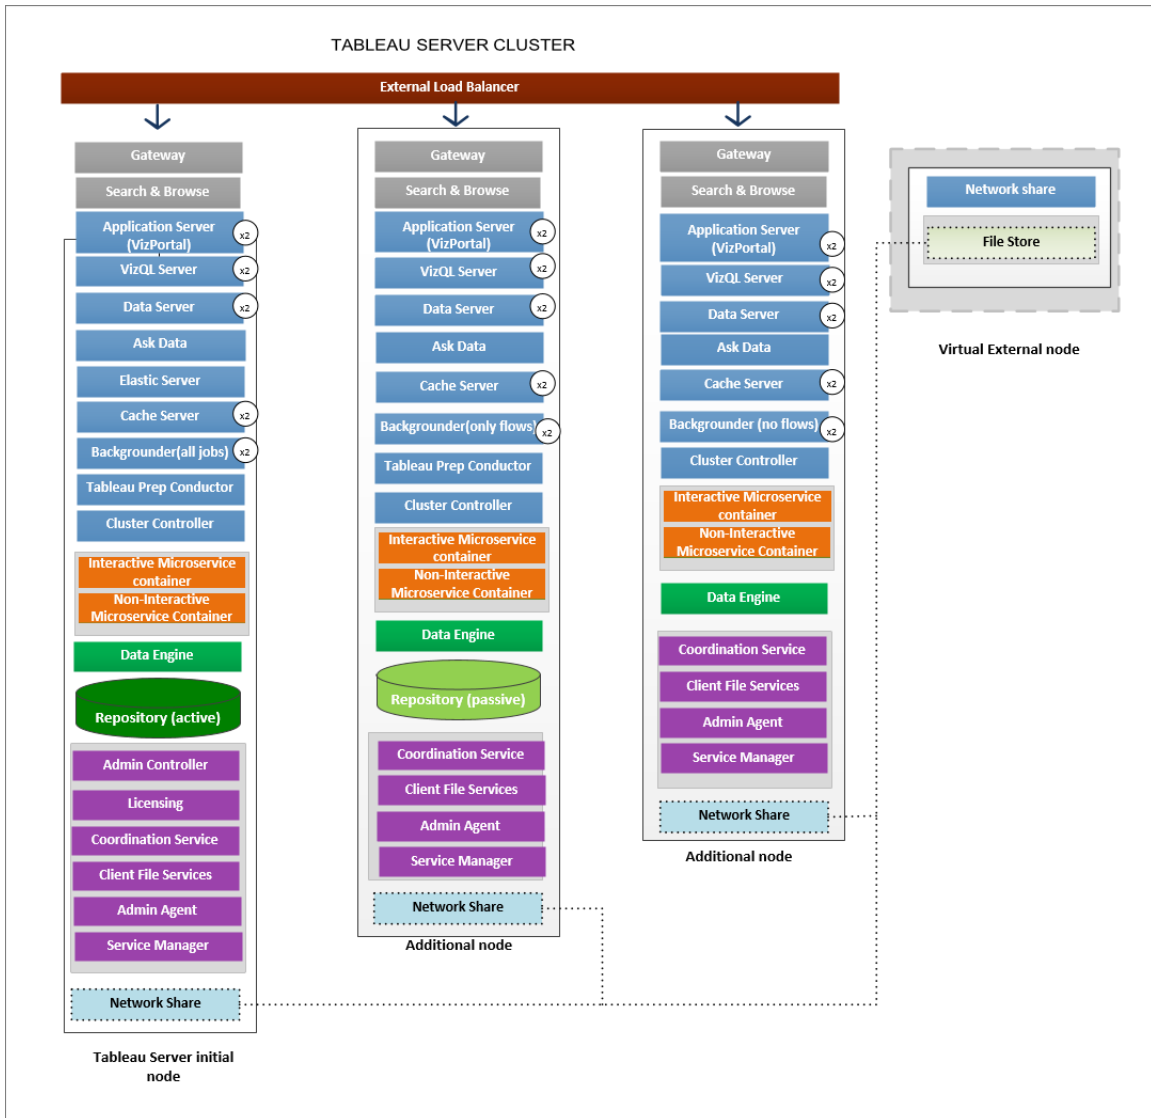 TABLEAU SERVER CLUSTER
External Load Balancer
Gateway
Search & Browse
Application Server
(VizPortal)
x2
VizQL Server
x2
Data Server
x2
Ask Data
Elastic Server
Cache Server
x2
Backgrounder(all jobs)
x2
Tableau Prep Conductor
Cluster Controller
Interactive Microservice
container
Non-Interactive
Microservice Container
Data Engine
Repository (active)
Admin Controller
Licensing
Coordination Service
Client File Services
Admin Agent
Service Manager
Network Share
Tableau Server initial
node
Gateway
Search & Browse
Application Server
(VizPortal)
x2
VizQL Server
x2
Data Server
x2
Ask Data
Cache Server
x2
Backgrounder(only flows)
x2
Tableau Prep Conductor
Cluster Controller
Interactive Microservice
container
Non-Interactive
Microservice Container
Data Engine
Repository (passive)
Coordination Service
Client File Services
Admin Agent
Service Manager
Network Share
Additional node
Gateway
Search & Browse
Application Server
(VizPortal)
x2
VizQL Server
x2
Data Server
x2
Ask Data
Cache Server
x2
Backgrounder (no flows)
x2
Cluster Controller
Interactive Microservice
container
Non-Interactive
Microservice Container
Data Engine
Coordination Service
Client File Services
Admin Agent
Service Manager
Network Share
Additional node
Network share
File Store
Virtual External node